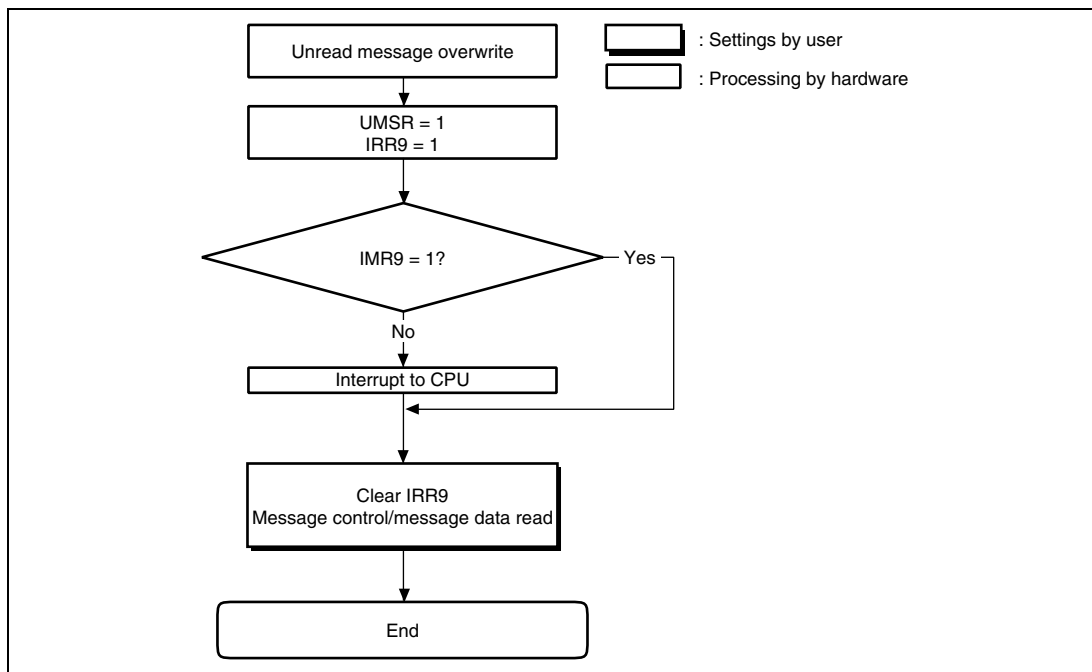 Unread message overwrite
: Settings by user
: Processing by hardware
UMSR = 1
IRR9 = 1
IMR9 = 1?
Yes
No
Interrupt to CPU
Clear IRR9
Message control/message data read
End